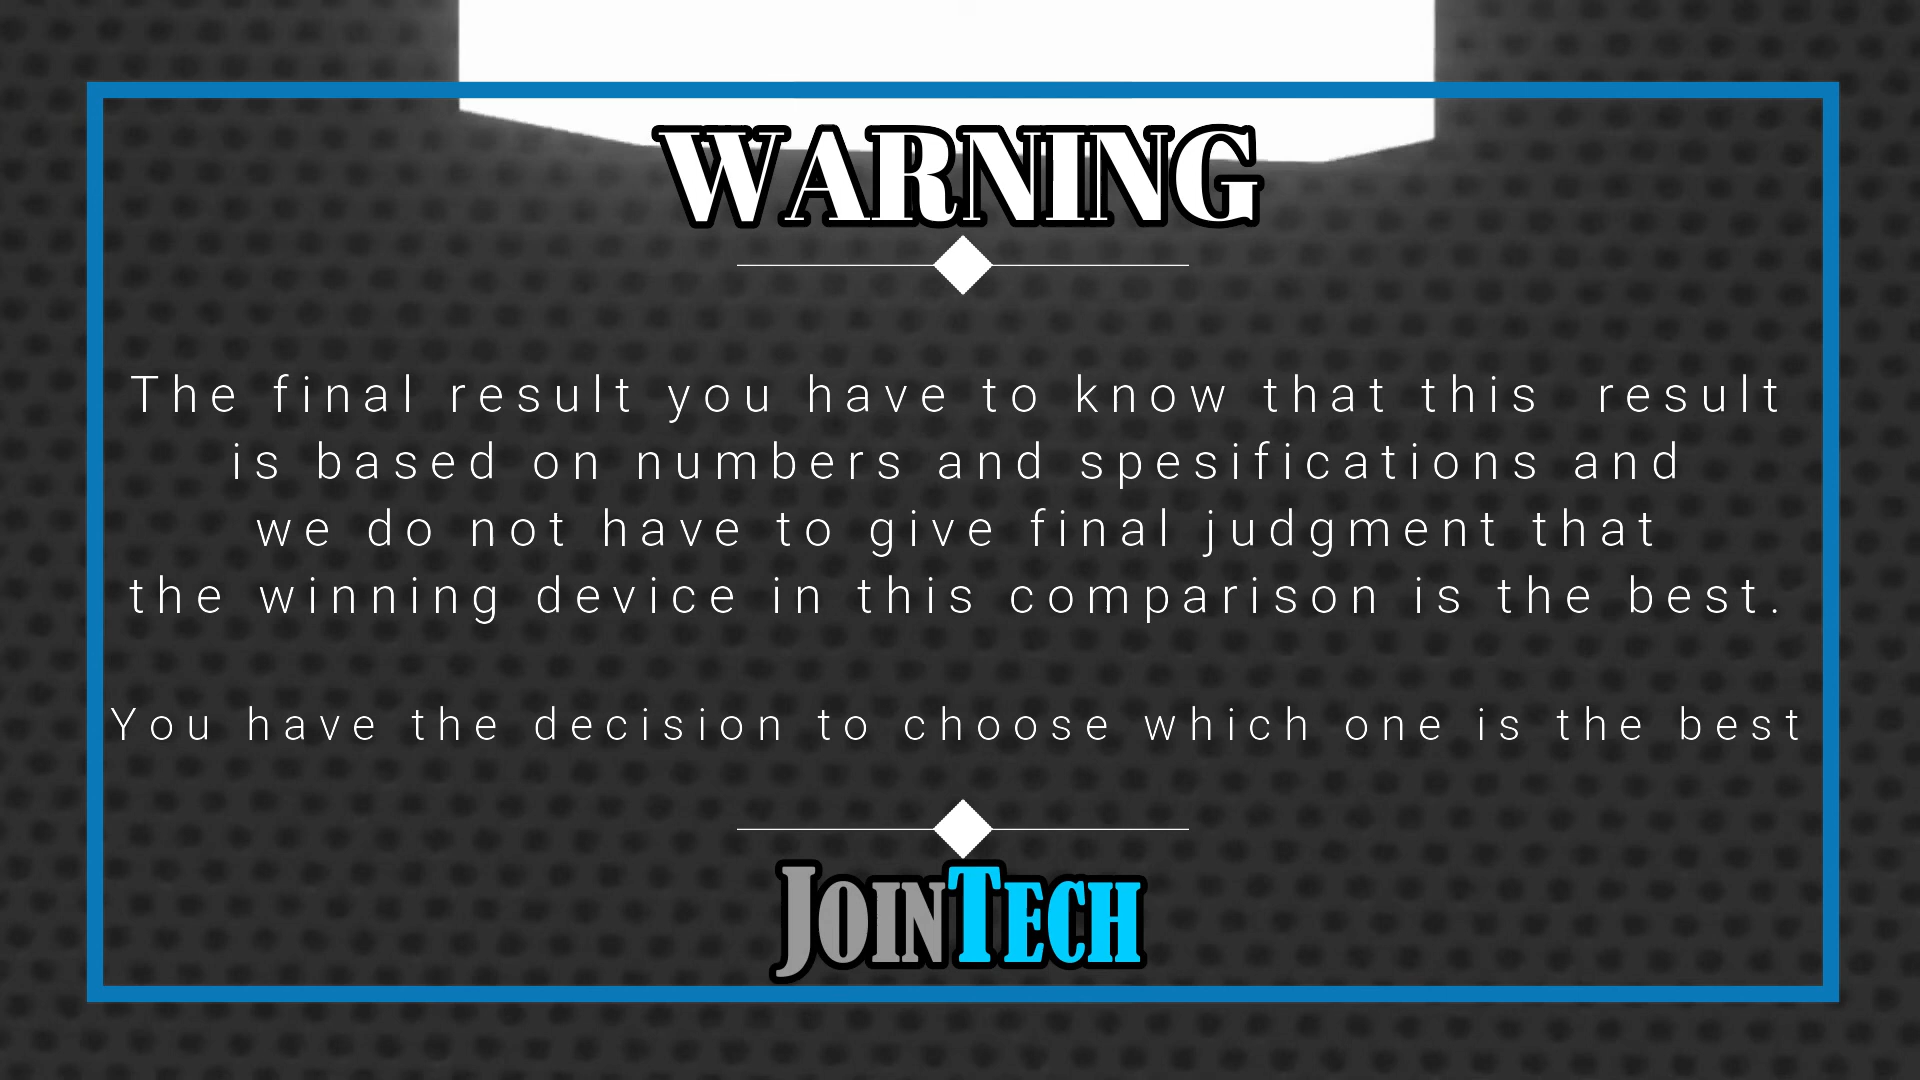 WARNING
The final result you have to know that this result
is based on numbers and spesifications and
we do not have to give final judgment that
the winning device in this comparison is the best.
You have the decision to choose which one is the best
JOINTECH